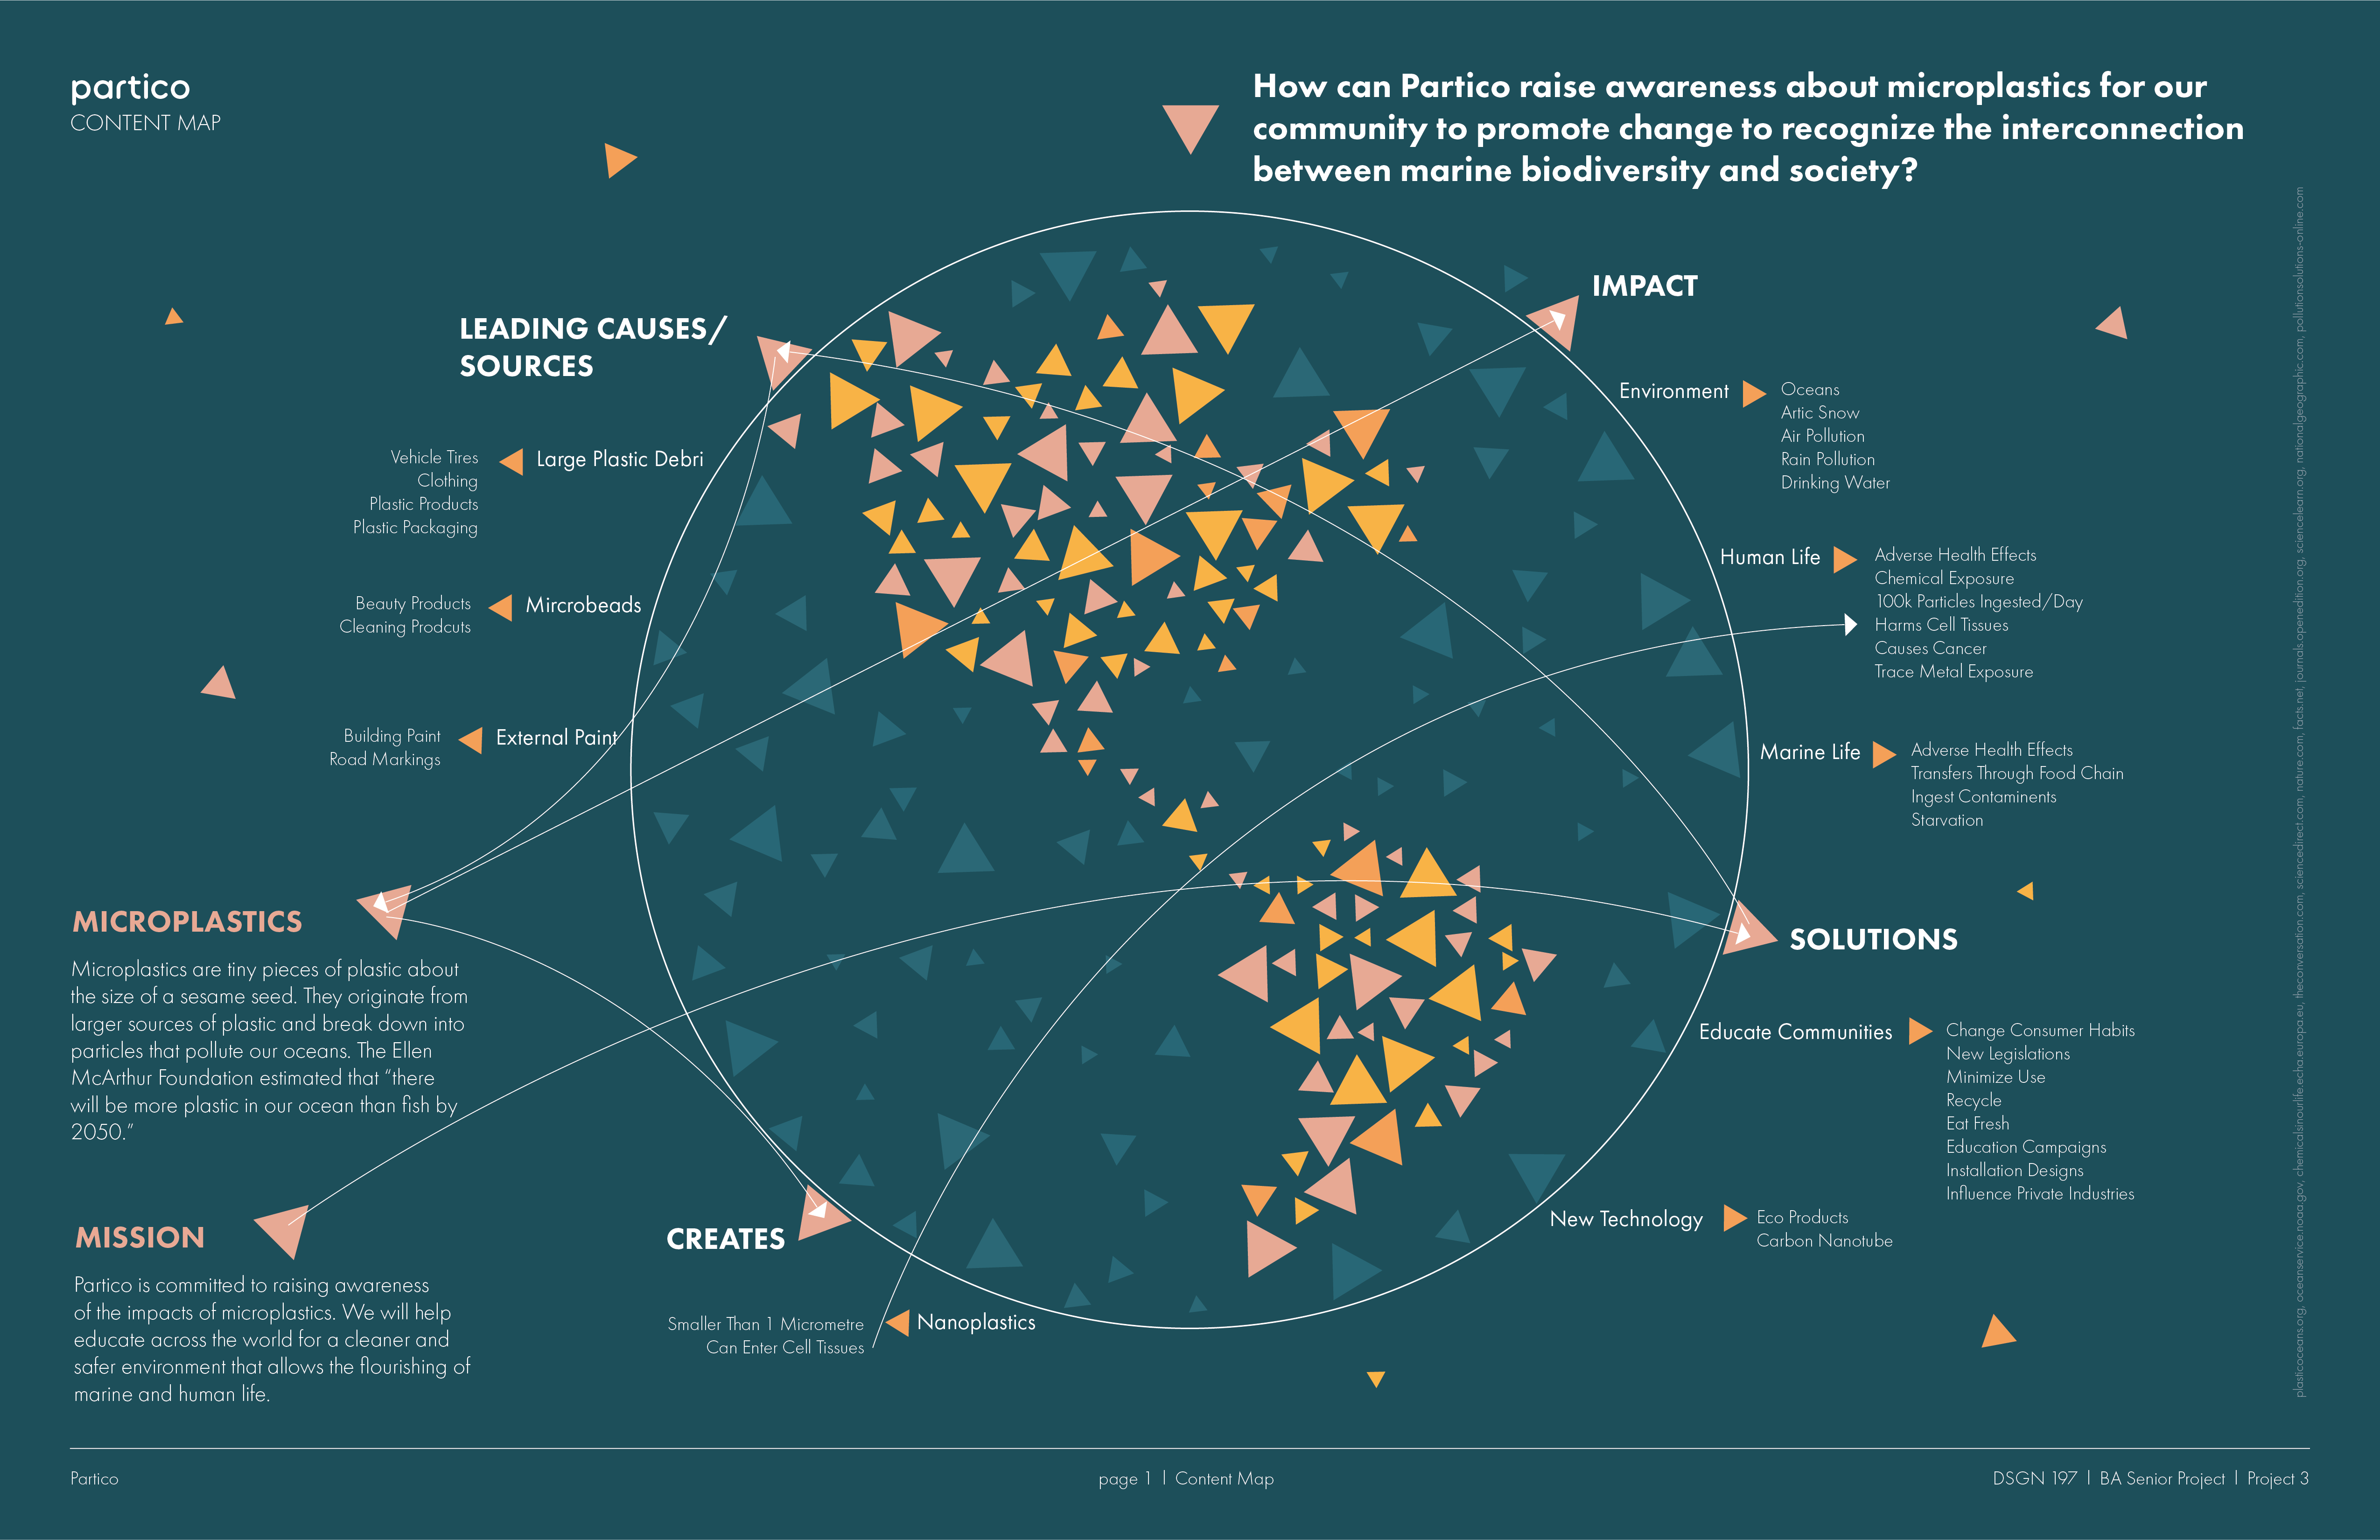 partico
CONTENT MAP
How can Partico raise awareness about microplastics for our
community to promote change to recognize the interconnection
between marine biodiversity and society?
LEADING CAUSES/
SOURCES
Large Plastic Debri
Vehicle Tires
Clothing
Plastic Products
Plastic Packaging
Mircrobeads
Beauty Products
Cleaning Prodcuts
External Paint
Building Paint
Road Markings
IMPACT
Environment
Oceans
Artic Snow
Air Pollution
Rain Pollution
Drinking Water
Human Life
Adverse Health Effects
Chemical Exposure
100k Particles Ingested/Day
Harms Cell Tissues
Causes Cancer
Trace Metal Exposure
Marine Life
Adverse Health Effects
Transfers Through Food Chain
Ingest Contaminents
Starvation
MICROPLASTICS
Microplastics are tiny pieces of plastic about
the size of a sesame seed. They originate from
larger sources of plastic and break down into
particles that pollute our oceans. The Ellen
McArthur Foundation estimated that “there
will be more plastic in our ocean than fish by
2050.”
MISSION
Partico is committed to raising awareness
of the impacts of microplastics. We will help
educate across the world for a cleaner and
safer environment that allows the flourishing of
marine and human life.
CREATES
Nanoplastics
Smaller Than 1 Micrometre
Can Enter Cell Tissues
SOLUTIONS
Educate Communities
Change Consumer Habits
New Legislations
Minimize Use
Recycle
Eat Fresh
Education Campaigns
Installation Designs
Influence Private Industries
New Technology
Eco Products
Carbon Nanotube
plasticoceans.org, oceanservice.noaa.gov, chemicalsinourlife.echa.europa.eu, theconversation.com, sciencedirect.com, nature.com, facts.net, journals.openedition.org, sciencelearn.org, nationalgeographic.com, pollutionsolutions-online.com
Partico
page 1 | Content Map
DSGN 197 | BA Senior Project | Project 3